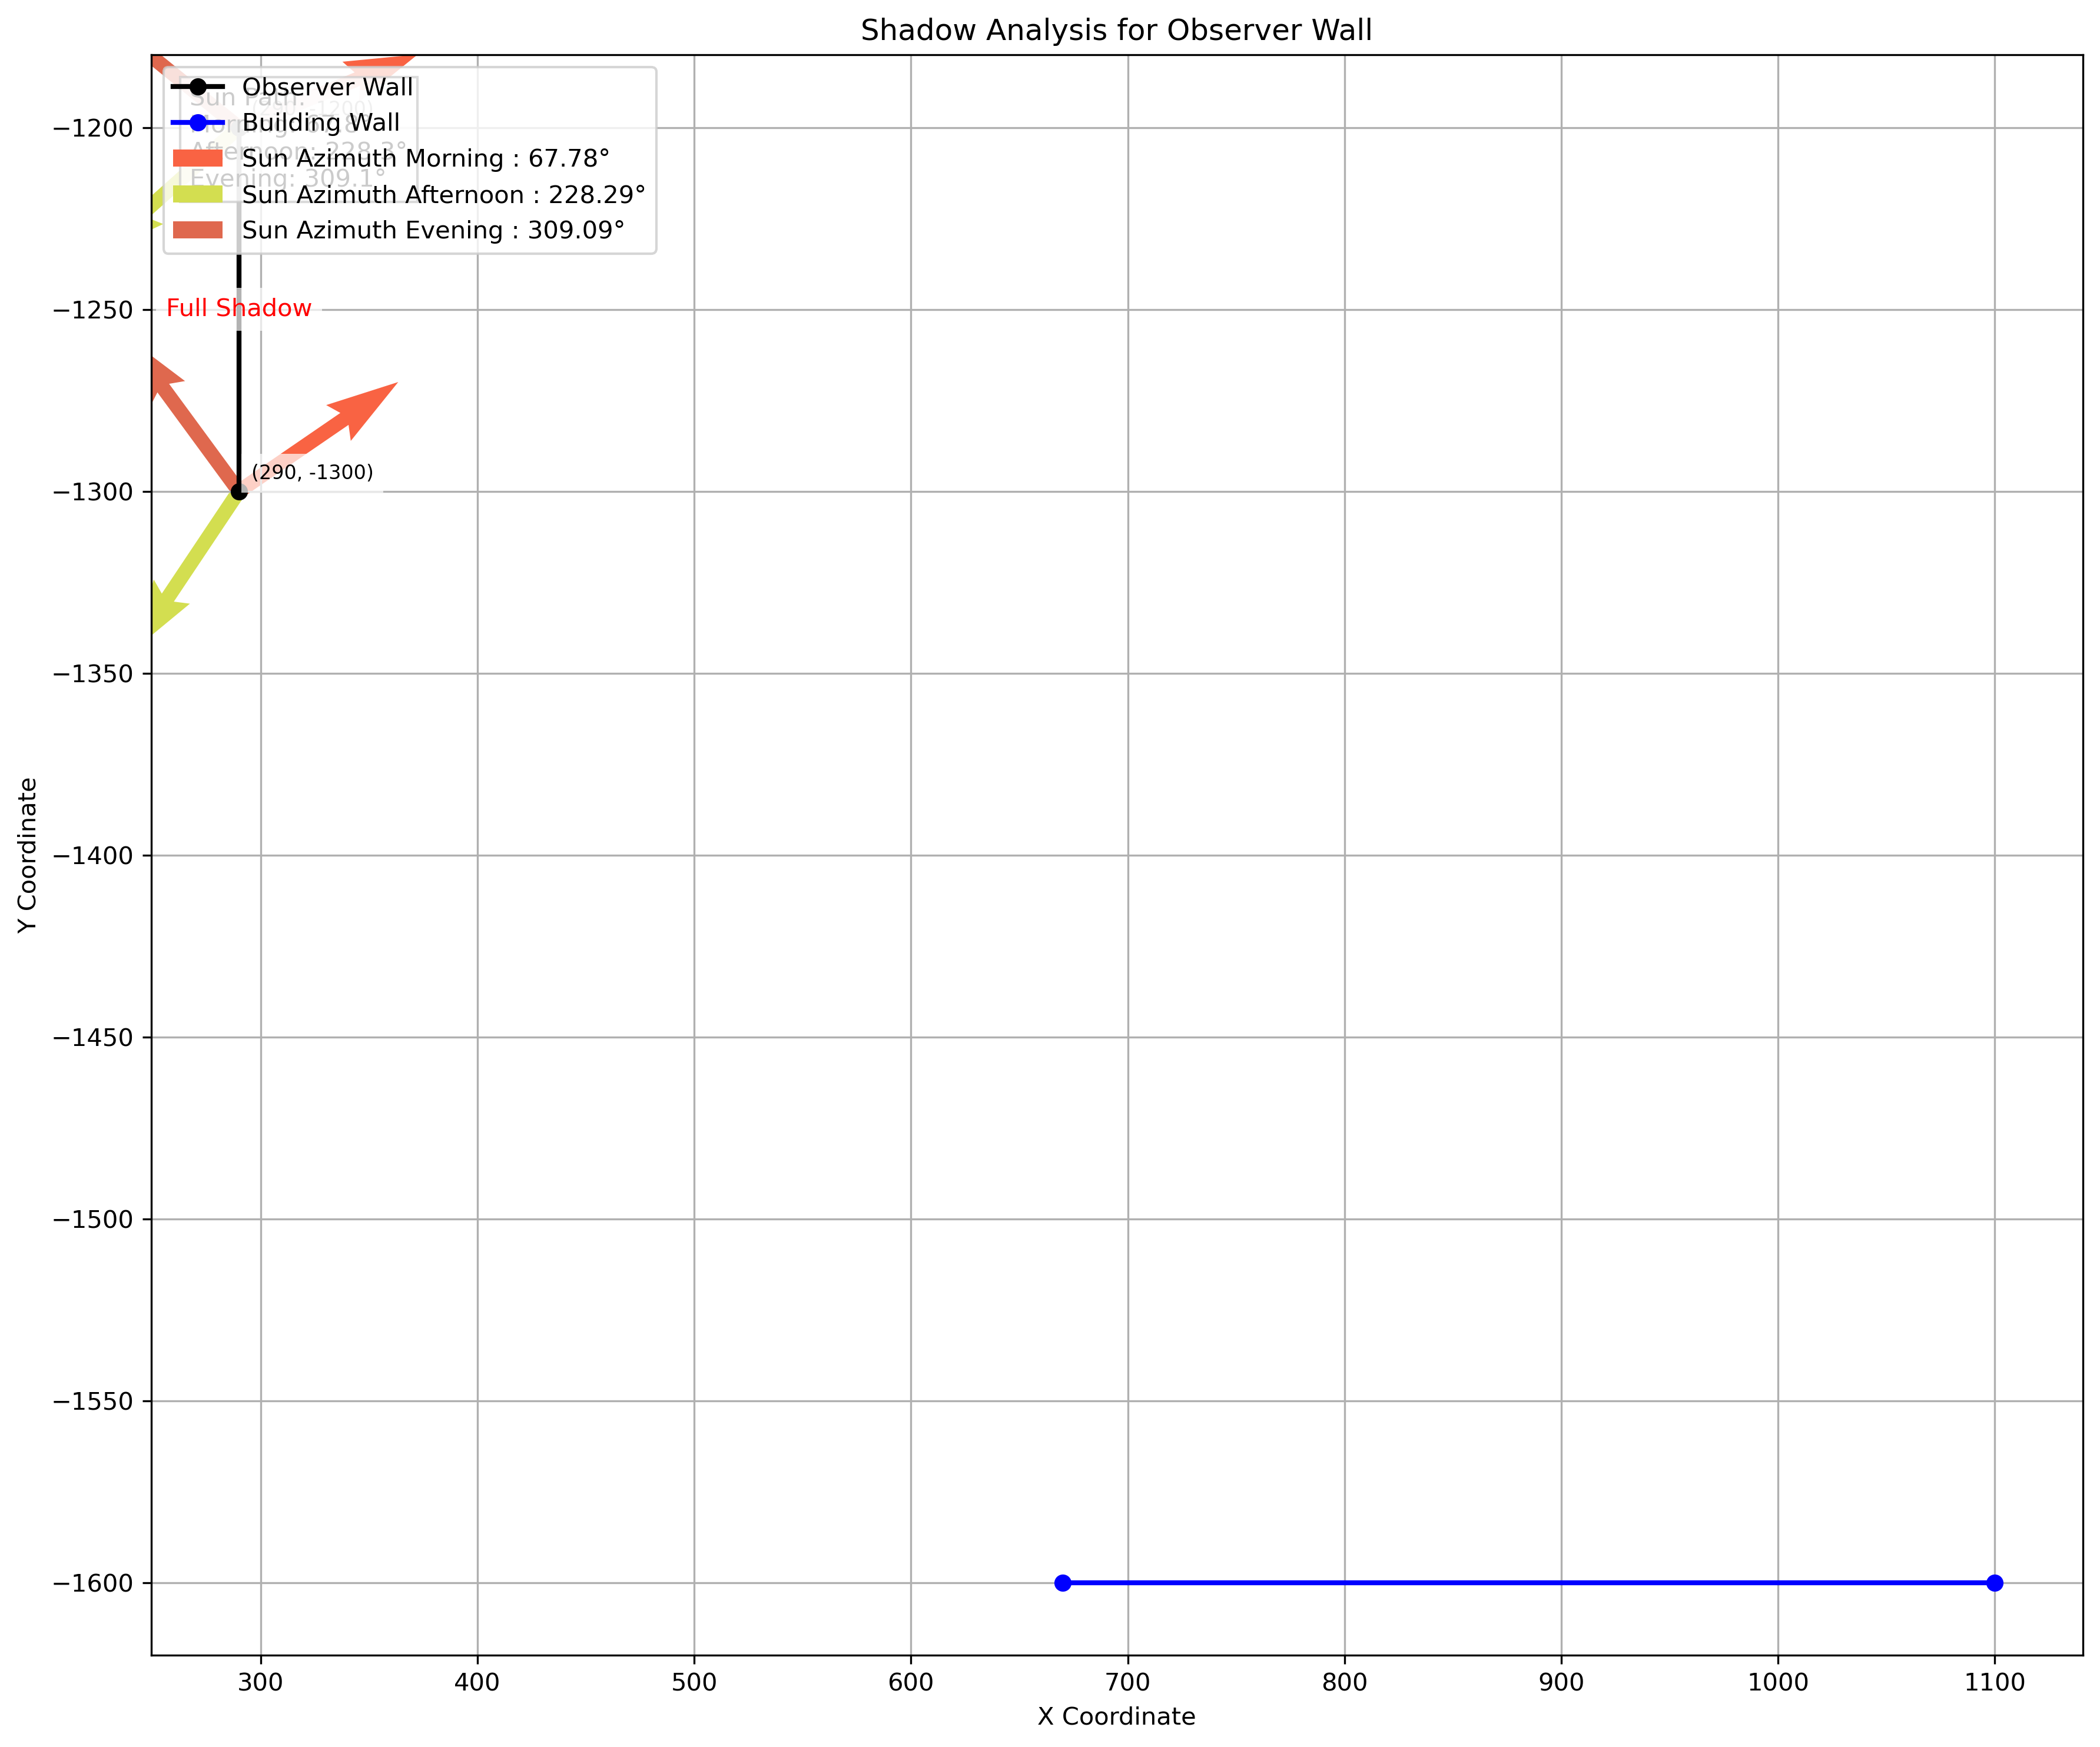 Shadow Analysis for Observer Wall
Observer Wall
Building Wall
Sun Azimuth Morning : 67.78°
Sun Azimuth Afternoon : 228.29°
Sun Azimuth Evening : 309.09°
Sun Path:
Morning: 67.8°
Afternoon: 228.3°
Evening: 309.1°
(290, -1200)
Full Shadow
(290, -1300)
−1200
−1250
−1300
−1350
−1400
−1450
−1500
−1550
−1600
Y Coordinate
300 400 500 600 700 800 900 1000 1100
X Coordinate